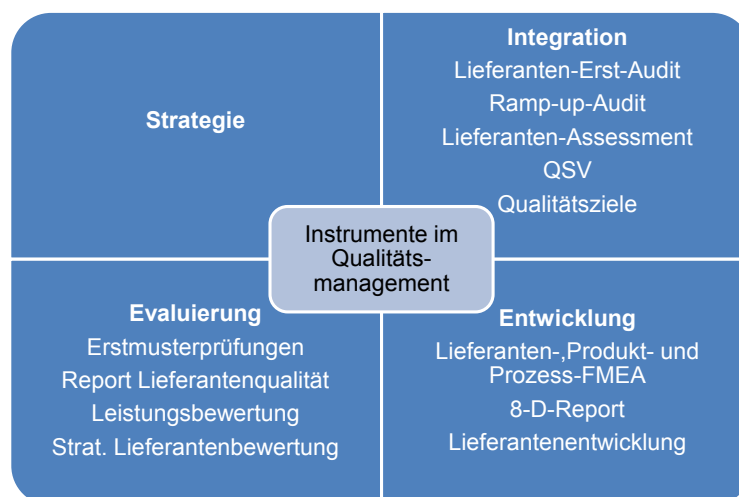 Strategie
Integration
Lieferanten-Erst-Audit
Ramp-up-Audit
Lieferanten-Assessment
QSV
Qualitätsziele
Instrumente im
Qualitäts-
management
Evaluierung
Erstmusterprüfungen
Report Lieferantenqualität
Leistungsbewertung
Strat. Lieferantenbewertung
Entwicklung
Lieferanten-,Produkt- und
Prozess-FMEA
8-D-Report
Lieferantenentwicklung